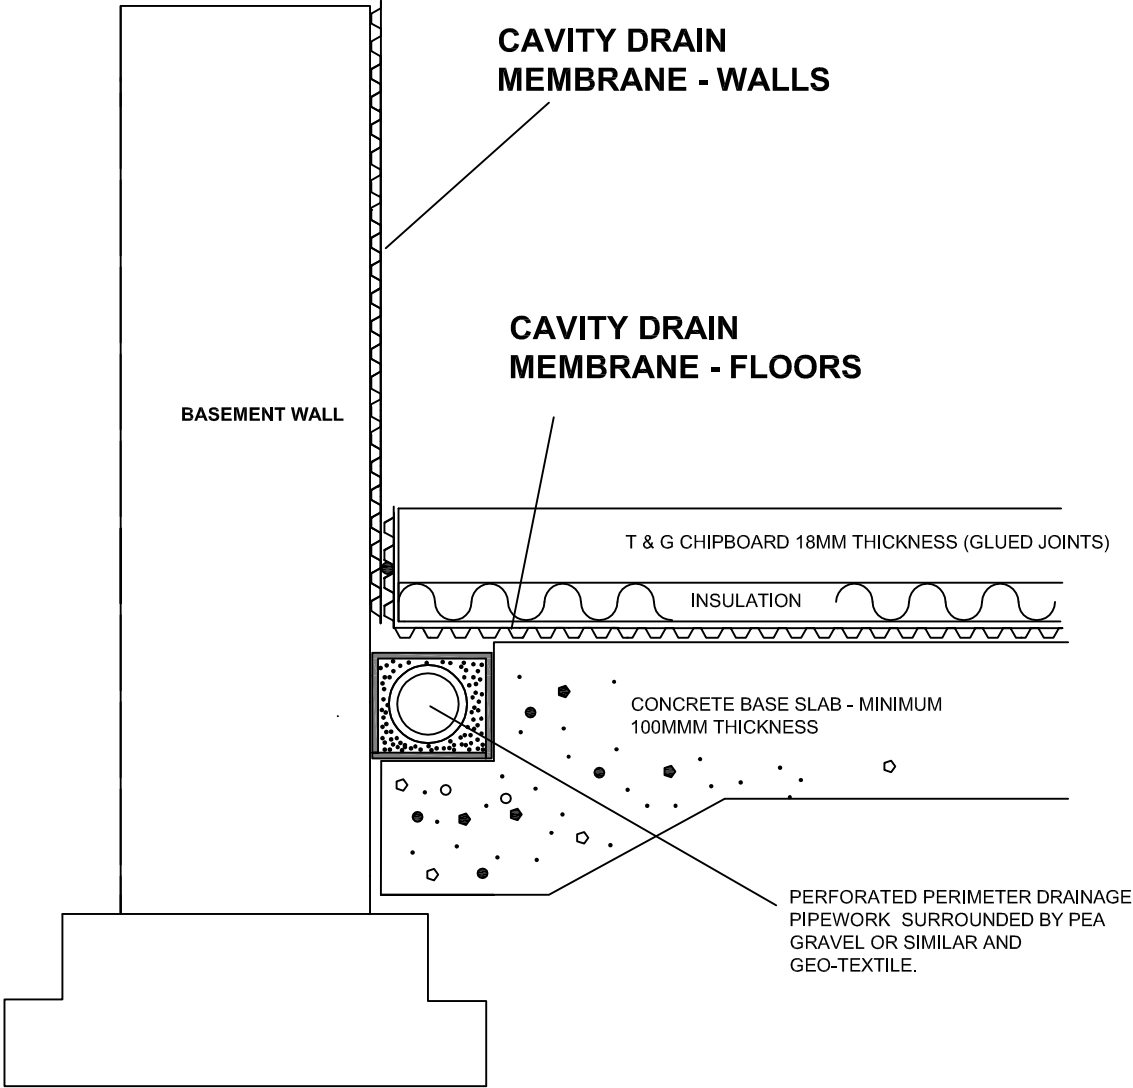 CAVITY DRAIN
MEMBRANE - WALLS
CAVITY DRAIN
MEMBRANE - FLOORS
BASEMENT WALL
T & G CHIPBOARD 18MM THICKNESS (GLUED JOINTS)
INSULATION
CONCRETE BASE SLAB - MINIMUM
100MMM THICKNESS
PERFORATED PERIMETER DRAINAGE
PIPEWORK SURROUNDED BY PEA
GRAVEL OR SIMILAR AND
GEO-TEXTILE.